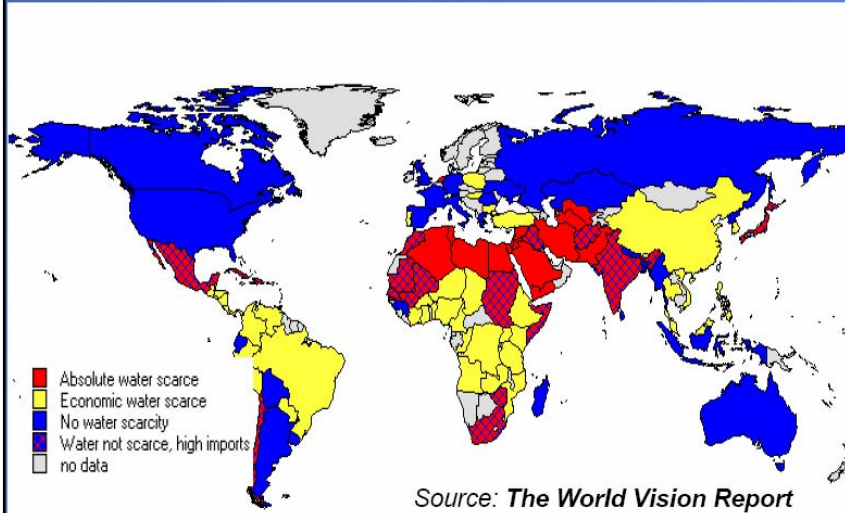 Absolute water scarce
Economic water scarce
No water scarcity
Water not scarce, high imports
no data
Source: The World Vision Report